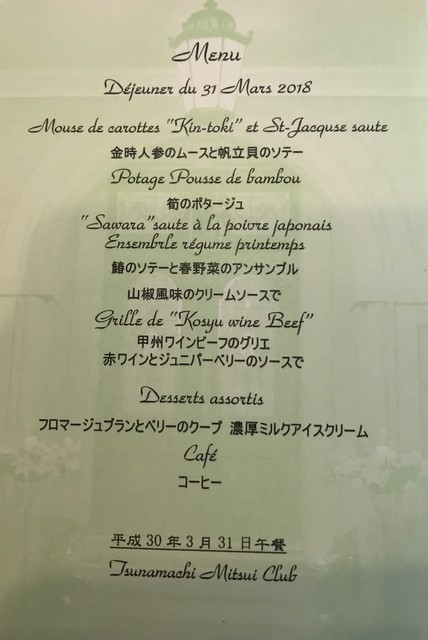 Menu
Déjeuner du 31 Mars 2018
Mouse de carottes "Kin-toki" et St-Jacquse saute
金時人参のムースと帆立貝のソテー
Potage Pousse de bambou
筍のポタージュ
"Sawara"saute à la poivre japonais
Ensembrle régume printemps
鰆のソテーと春野菜のアンサンブル
山椒風味のクリームソースで
Grille de "Kosyu wine Beef"
甲州ワインビーフのグリエ
赤ワインとジュニパーベリーのソースで
Desserts assortis
フロマージュブランとベリーのクープ 濃厚ミルクアイスクリーム
Café
コーヒー
平成30年3月31日午餐
Tsunamachi Mitsui Club